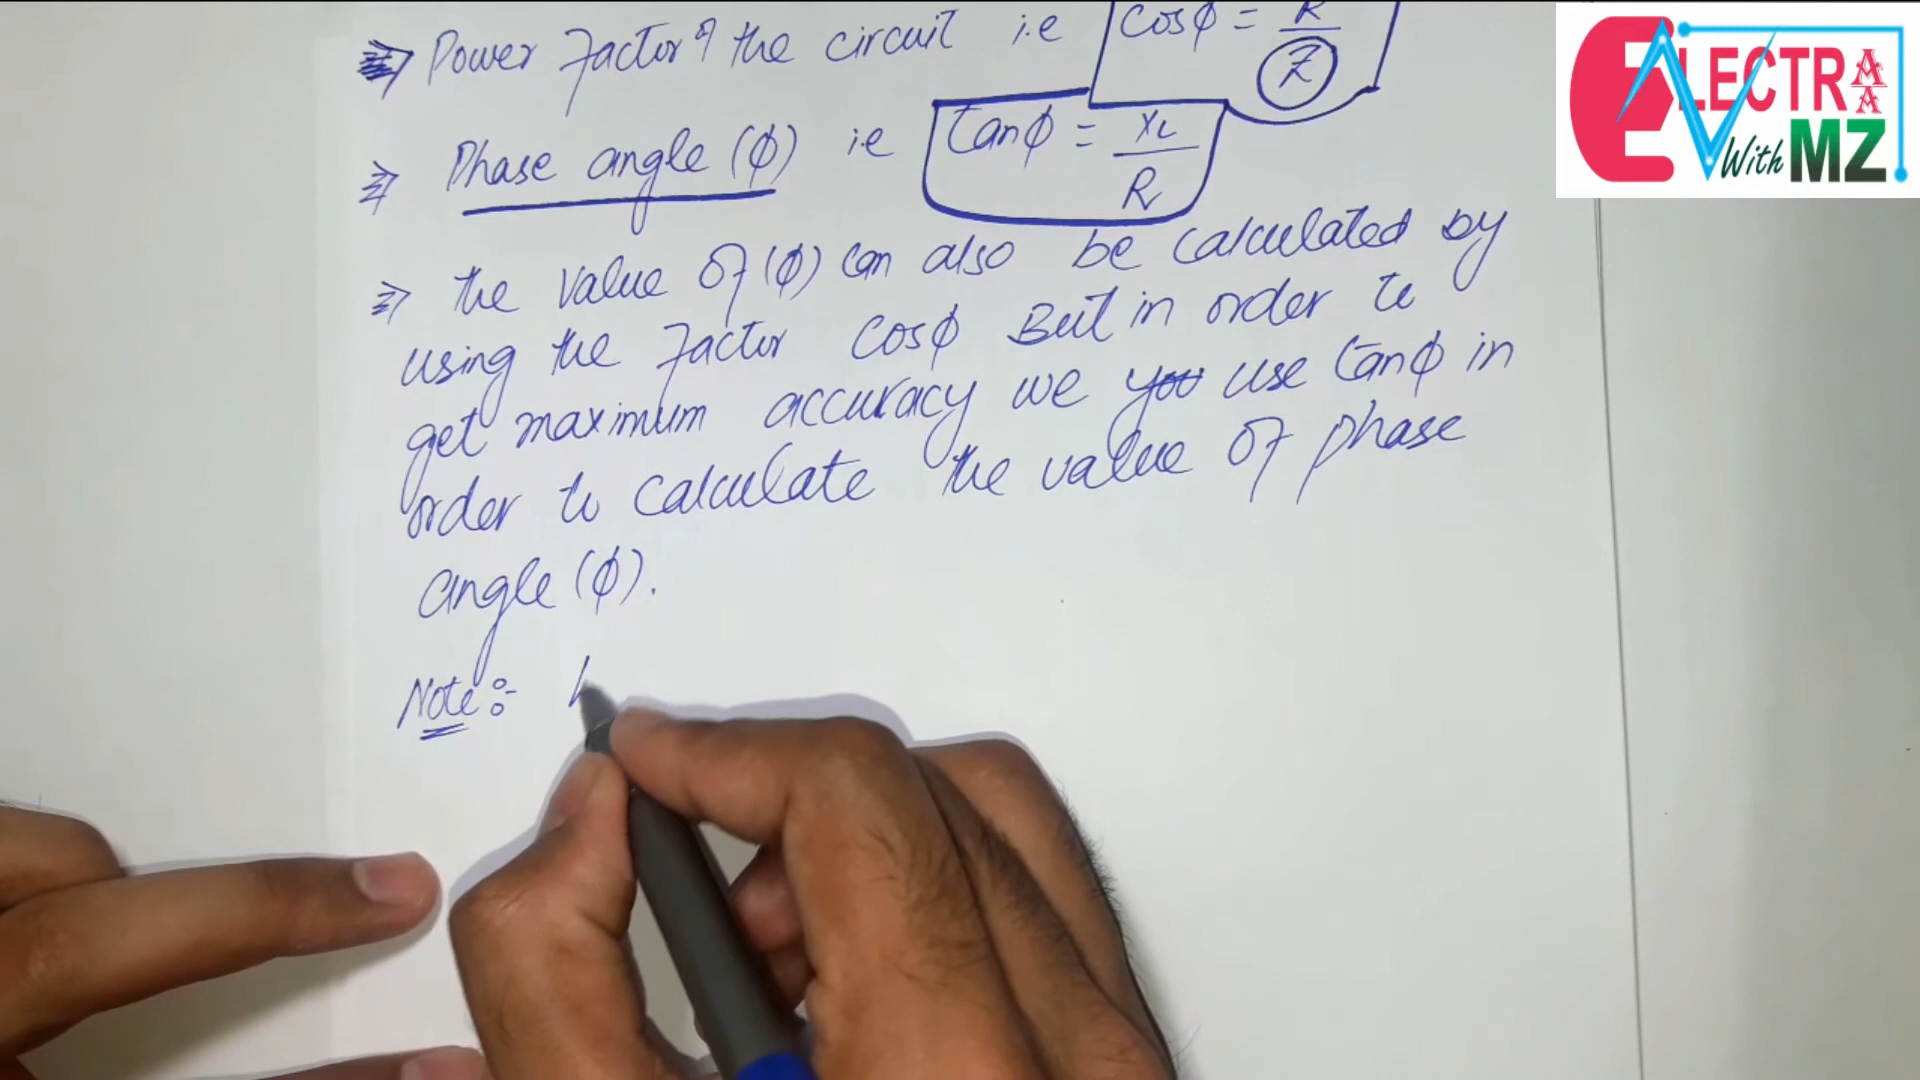 ⇒ Power Factor of the circuit i.e cosφ = R/Z
⇒ Phase angle (φ) i.e tanφ = XL/R
⇒ the value of (φ) can also be calculated by
using the factor cosφ But in order to
get maximum accuracy we you use tanφ in
order to calculate the value of phase
angle (φ).
Note:-
ELECTRA
With MZ